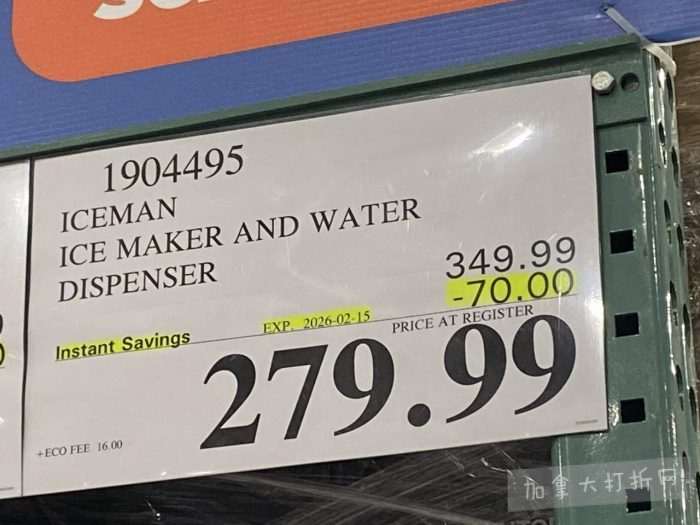 1904495
ICEMAN
ICE MAKER AND WATER
DISPENSER
349.99
-70.00
Instant Savings
EXP. 2026-02-15
PRICE AT REGISTER
279.99
+ECO FEE 16.00
加拿大打折网